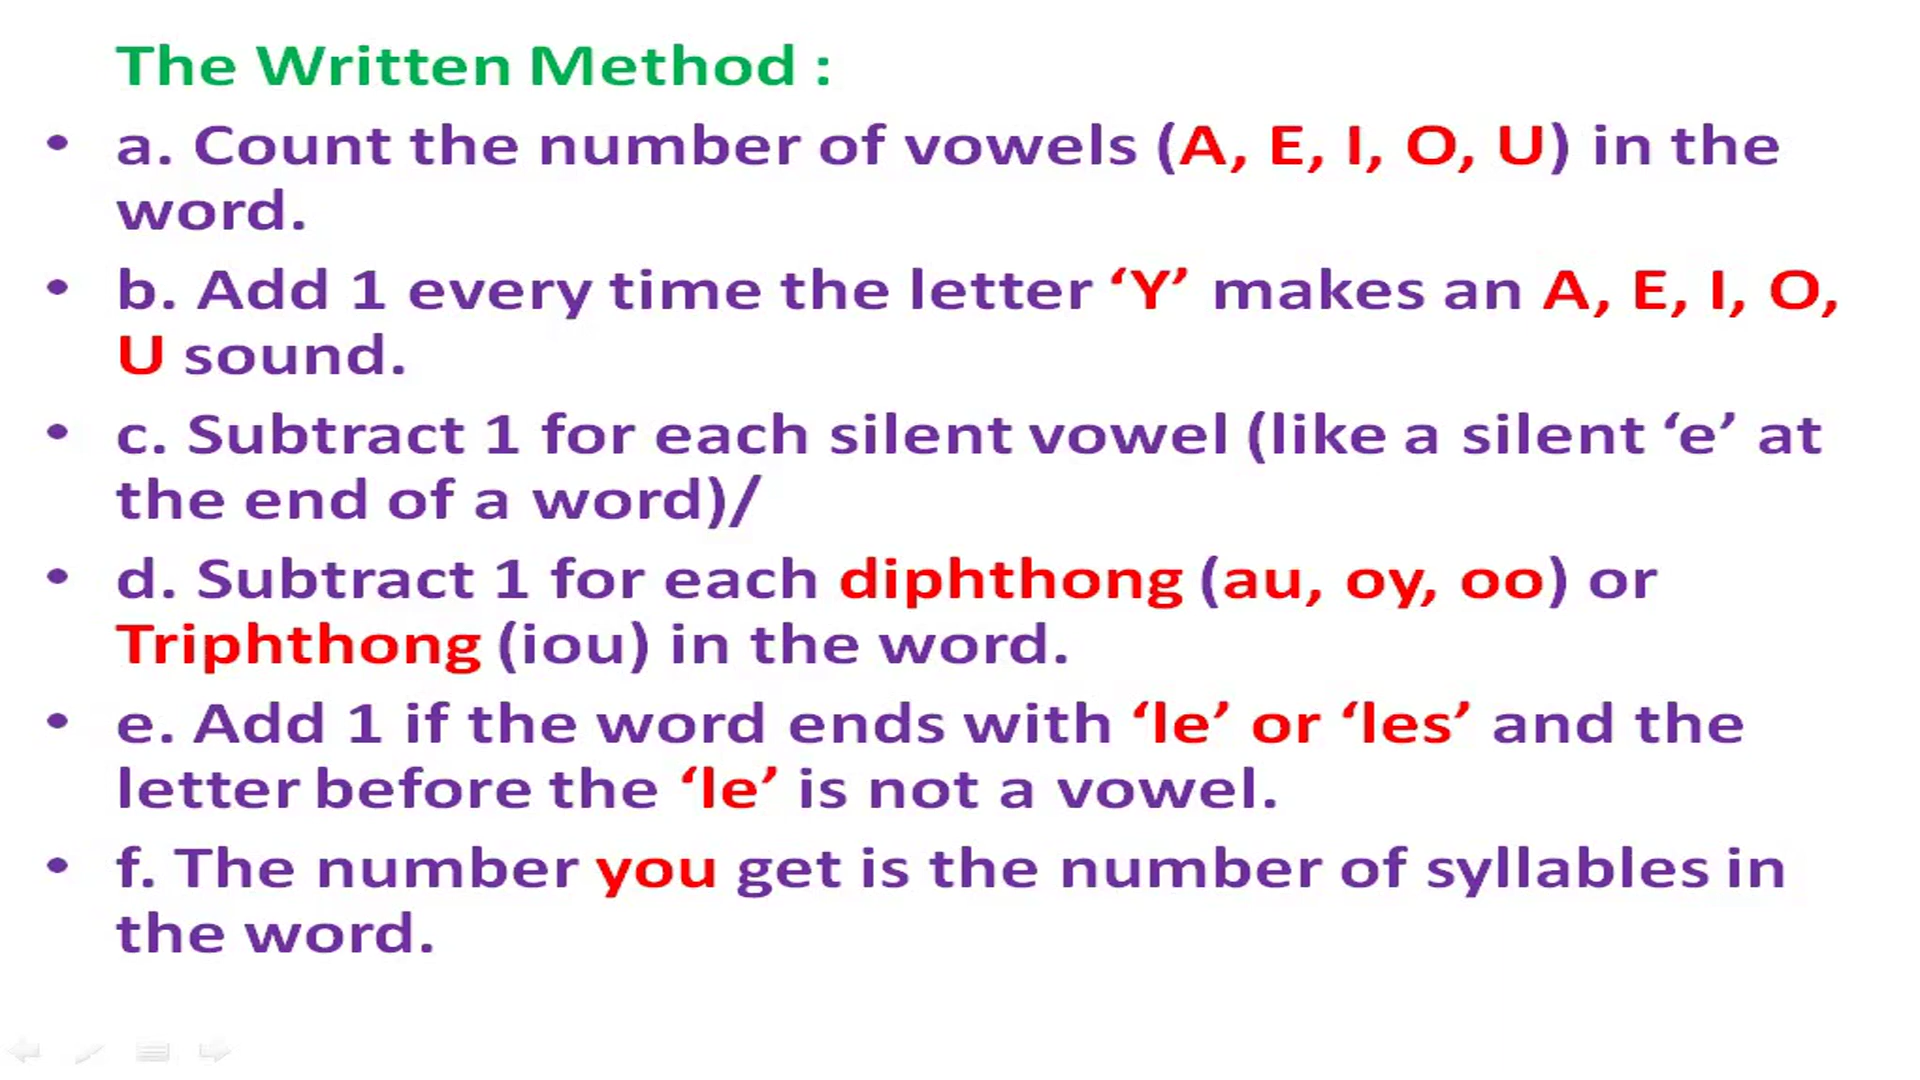 The Written Method :
• a. Count the number of vowels (A, E, I, O, U) in the
word.
• b. Add 1 every time the letter ‘Y’ makes an A, E, I, O,
U sound.
• c. Subtract 1 for each silent vowel (like a silent ‘e’ at
the end of a word)/
• d. Subtract 1 for each diphthong (au, oy, oo) or
Triphthong (iou) in the word.
• e. Add 1 if the word ends with ‘le’ or ‘les’ and the
letter before the ‘le’ is not a vowel.
• f. The number you get is the number of syllables in
the word.